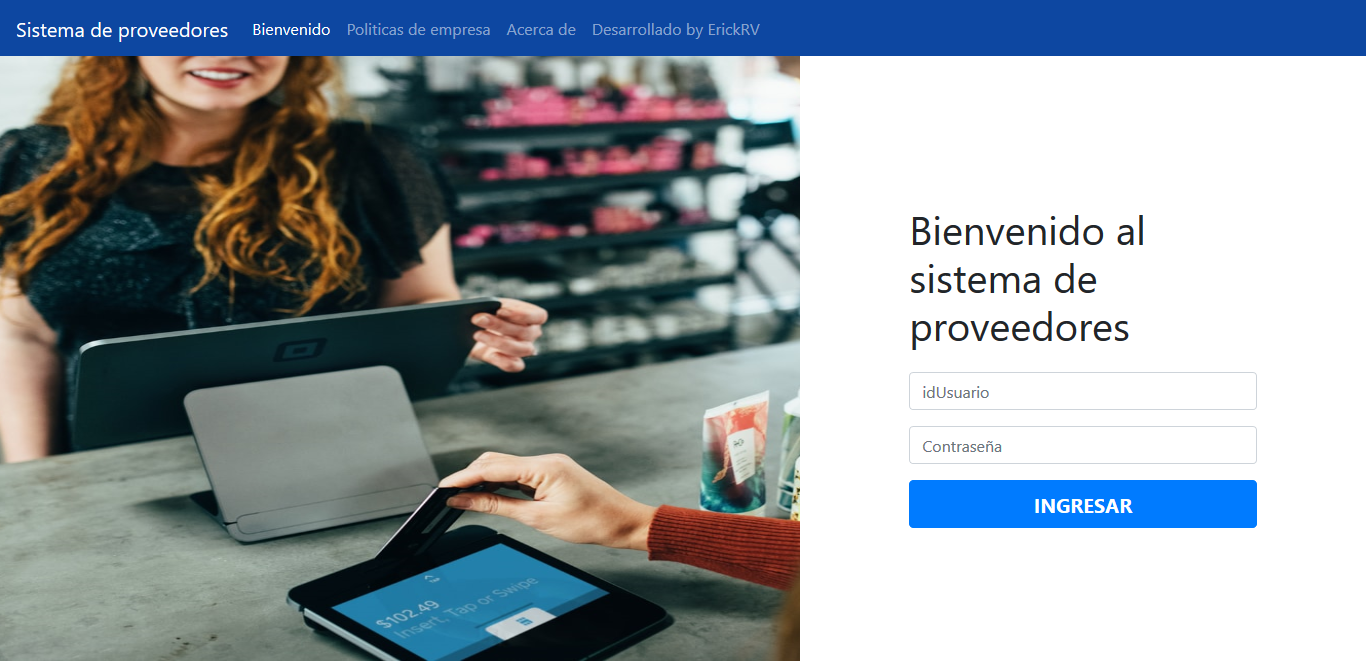 Sistema de proveedores Bienvenido Politicas de empresa Acerca de Desarrollado by ErickRV
Bienvenido al
sistema de
proveedores
idUsuario
Contraseña
INGRESAR
$102.49
Insert, Tap or Swipe